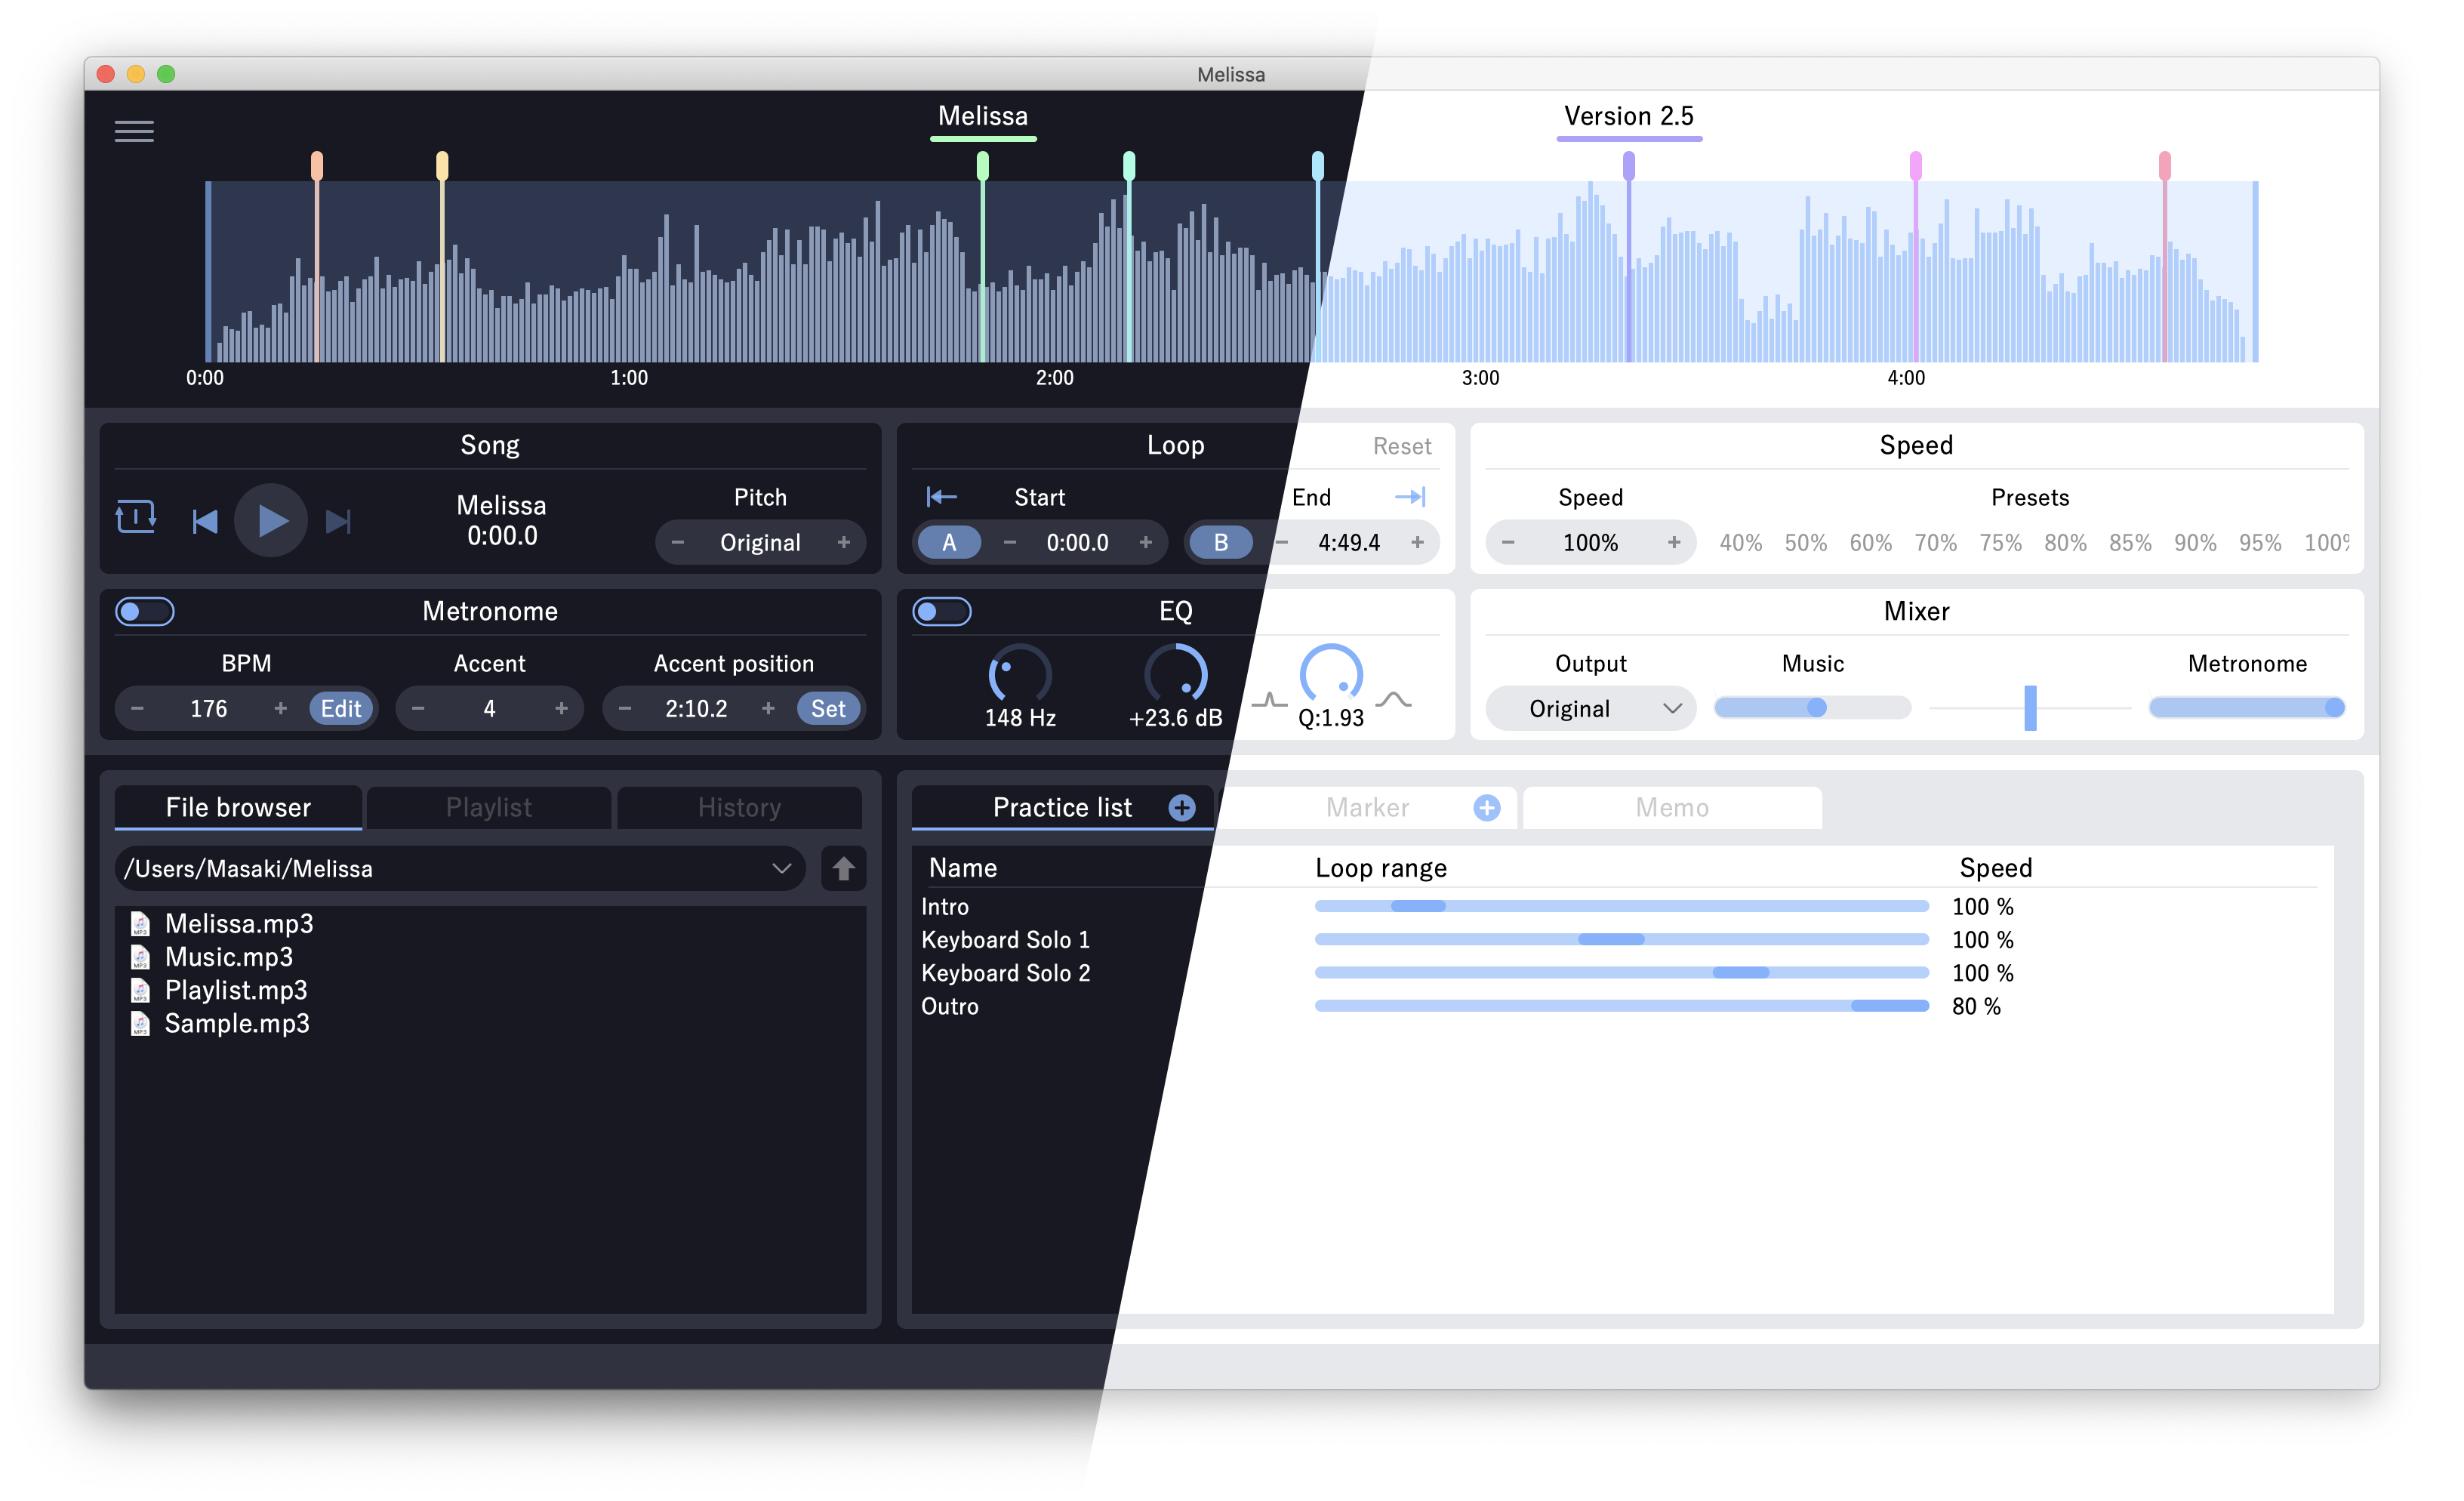 Melissa
Melissa
Version 2.5
0:00 1:00 2:00 3:00 4:00
Song
Melissa
0:00.0
Pitch
− Original +
Loop
Reset
Start
End
A − 0:00.0 +
B − 4:49.4 +
Speed
Speed
Presets
− 100% +
40% 50% 60% 70% 75% 80% 85% 90% 95% 100%
Metronome
BPM
Accent
Accent position
− 176 + Edit
− 4 +
− 2:10.2 + Set
EQ
148 Hz
+23.6 dB
Q:1.93
Mixer
Output
Music
Metronome
Original
File browser
Playlist
History
/Users/Masaki/Melissa
Melissa.mp3
Music.mp3
Playlist.mp3
Sample.mp3
Practice list +
Marker +
Memo
Name Loop range Speed
Intro 100 %
Keyboard Solo 1 100 %
Keyboard Solo 2 100 %
Outro 80 %